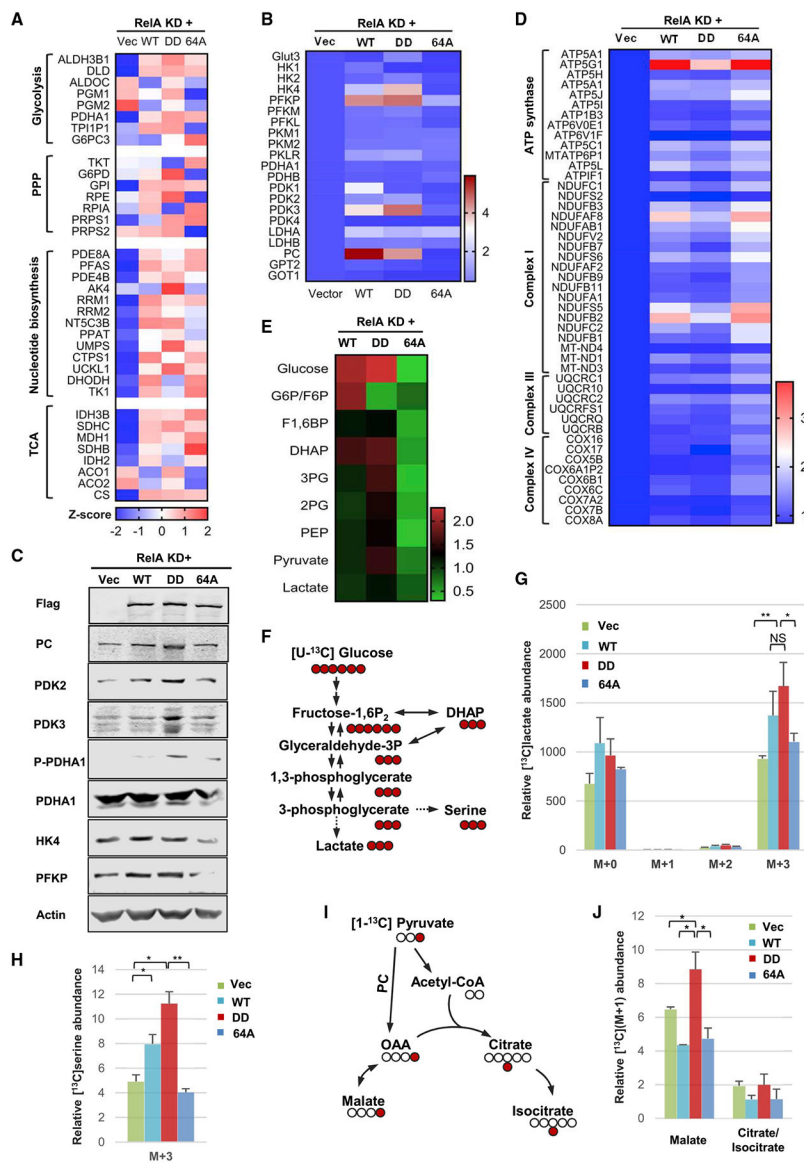 A
RelA KD +
Vec WT DD 64A
Glycolysis
ALDH3B1
DLD
ALDOC
PGM1
PGM2
PDHA1
TPI1P1
G6PC3
PPP
TKT
G6PD
GPI
RPE
RPIA
PRPS1
PRPS2
Nucleotide biosynthesis
PDE8A
PFAS
PDE4B
AK4
RRM1
RRM2
NT5C3B
PPAT
UMPS
CTPS1
UCKL1
DHODH
TK1
TCA
IDH3B
SDHC
MDH1
SDHB
IDH2
ACO1
ACO2
CS
Z-score
-2 -1 0 1 2
B
RelA KD +
Vec WT DD 64A
Glut3
HK1
HK2
HK4
PFKP
PFKM
PFKL
PKM1
PKM2
PKLR
PDHA1
PDHB
PDK1
PDK2
PDK3
PDK4
LDHA
LDHB
PC
GPT2
GOT1
Vector WT DD 64A
4
2
C
RelA KD+
Vec WT DD 64A
Flag
PC
PDK2
PDK3
P-PDHA1
PDHA1
HK4
PFKP
Actin
D
RelA KD +
Vec WT DD 64A
ATP synthase
ATP5A1
ATP5G1
ATP5H
ATP5A1
ATP5J
ATP5I
ATP1B3
ATP6V0E1
ATP6V1F
ATP5C1
MTATP6P1
ATP5L
ATPIF1
Complex I
NDUFC1
NDUFS2
NDUFB3
NDUFAF8
NDUFAB1
NDUFV2
NDUFB7
NDUFS6
NDUFAF2
NDUFB9
NDUFB11
NDUFA1
NDUFS5
NDUFB2
NDUFC2
NDUFB1
MT-ND4
MT-ND1
MT-ND3
Complex III
UQCRC1
UQCR10
UQCRC2
UQCRFS1
UQCRQ
UQCRB
Complex IV
COX16
COX17
COX5B
COX6A1P2
COX6B1
COX6C
COX7A2
COX7B
COX8A
3
2
1
E
RelA KD +
WT DD 64A
Glucose
G6P/F6P
F1,6BP
DHAP
3PG
2PG
PEP
Pyruvate
Lactate
2.0
1.5
1.0
0.5
F
[U-¹³C] Glucose
Fructose-1,6P₂
DHAP
Glyceraldehyde-3P
1,3-phosphoglycerate
3-phosphoglycerate
Serine
Lactate
G
Relative [¹³C]lactate abundance
2500
2000
1500
1000
500
0
Vec
WT
DD
64A
** *
NS
M+0 M+1 M+2 M+3
H
Relative [¹³C]serine abundance
14
12
10
8
6
4
2
0
* **
*
Vec
WT
DD
64A
M+3
I
[1-¹³C] Pyruvate
PC
Acetyl-CoA
OAA
Citrate
Malate
Isocitrate
J
Relative [¹³C](M+1) abundance
12
10
8
6
4
2
0
*
* *
Vec
WT
DD
64A
Malate
Citrate/
Isocitrate